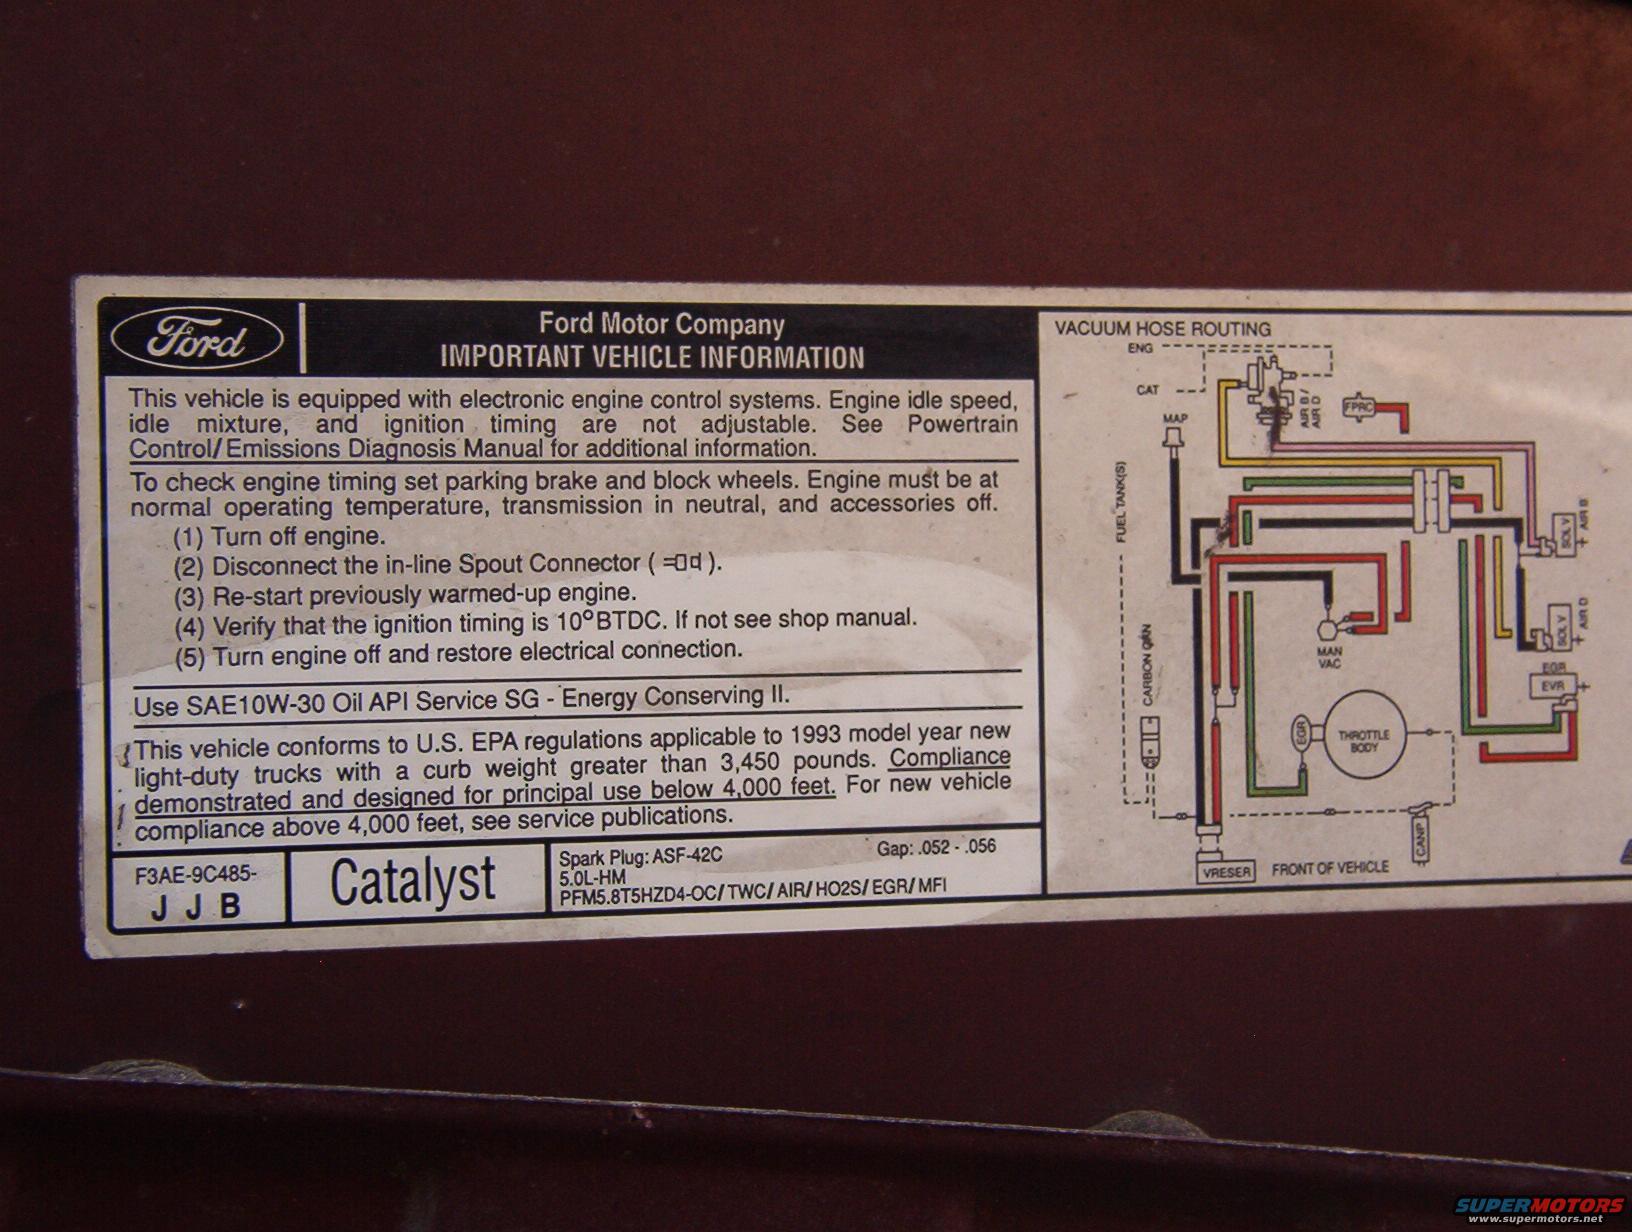 Ford
Ford Motor Company
IMPORTANT VEHICLE INFORMATION
This vehicle is equipped with electronic engine control systems. Engine idle speed,
idle mixture, and ignition timing are not adjustable. See Powertrain
Control/Emissions Diagnosis Manual for additional information.
To check engine timing set parking brake and block wheels. Engine must be at
normal operating temperature, transmission in neutral, and accessories off.
(1) Turn off engine.
(2) Disconnect the in-line Spout Connector ( ).
(3) Re-start previously warmed-up engine.
(4) Verify that the ignition timing is 10°BTDC. If not see shop manual.
(5) Turn engine off and restore electrical connection.
Use SAE10W-30 Oil API Service SG - Energy Conserving II.
This vehicle conforms to U.S. EPA regulations applicable to 1993 model year new
light-duty trucks with a curb weight greater than 3,450 pounds. Compliance
demonstrated and designed for principal use below 4,000 feet. For new vehicle
compliance above 4,000 feet, see service publications.
F3AE-9C485-
J J B
Catalyst
Spark Plug: ASF-42C Gap: .052 - .056
5.0L-HM
PFM5.8T5HZD4-OC/TWC/AIR/HO2S/EGR/MFI
VACUUM HOSE ROUTING
ENG
CAT
MAP
AIR B /
AIR D
FPRC
FUEL TANK(S)
CARBON CAN
SOL V
AIR B
SOL V
AIR D
MAN
VAC
EGR
EVR
EGR
THROTTLE
BODY
CANP
VRESER
FRONT OF VEHICLE
SUPERMOTORS
www.supermotors.net